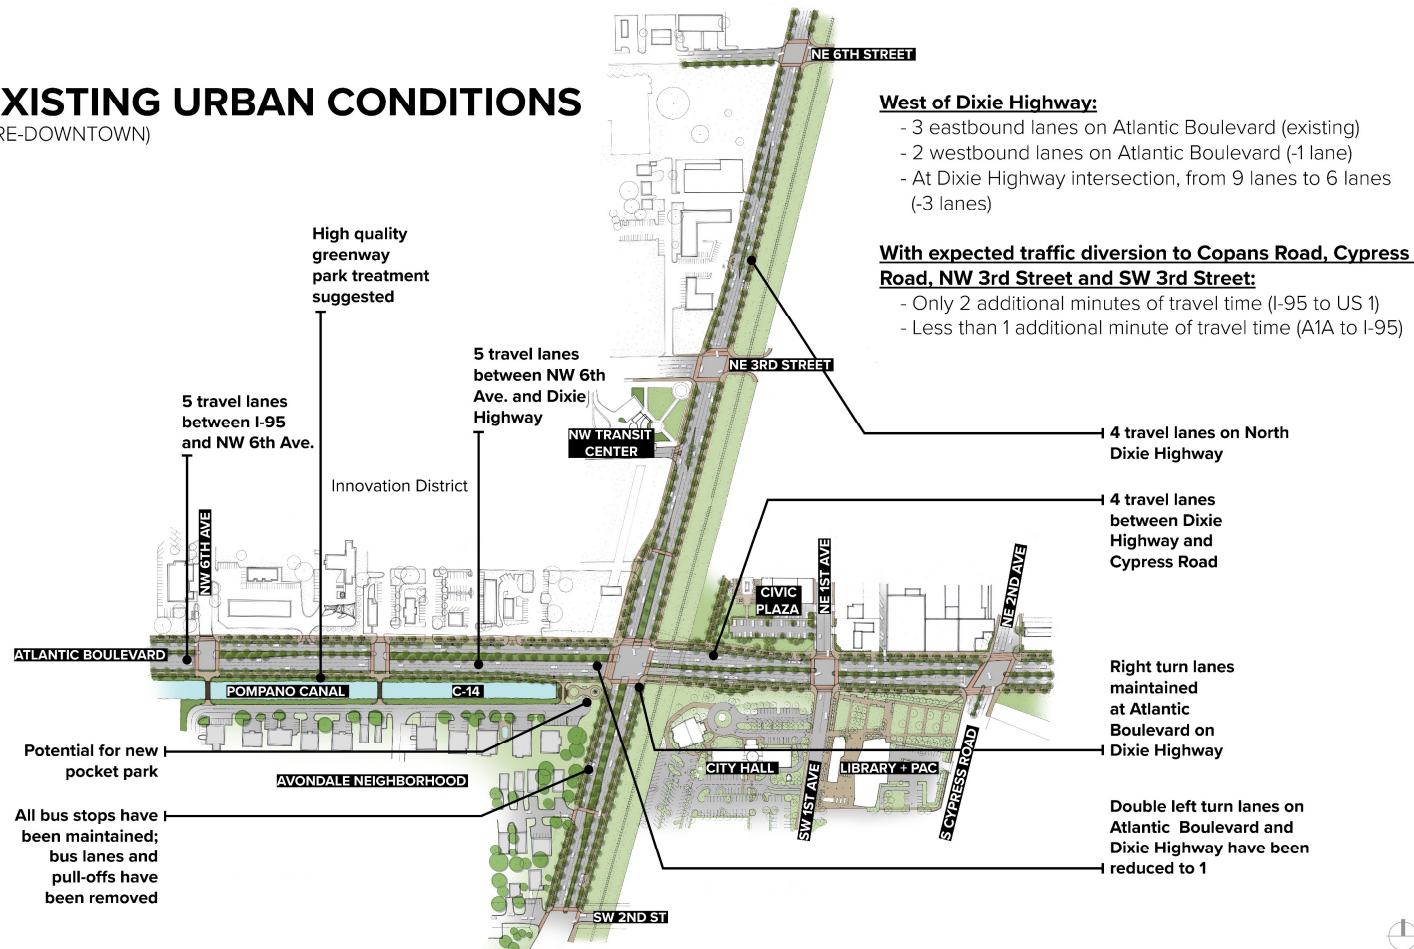 XISTING URBAN CONDITIONS
RE-DOWNTOWN)
NE 6TH STREET
West of Dixie Highway:
- 3 eastbound lanes on Atlantic Boulevard (existing)
- 2 westbound lanes on Atlantic Boulevard (-1 lane)
- At Dixie Highway intersection, from 9 lanes to 6 lanes
(-3 lanes)
With expected traffic diversion to Copans Road, Cypress
Road, NW 3rd Street and SW 3rd Street:
- Only 2 additional minutes of travel time (I-95 to US 1)
- Less than 1 additional minute of travel time (A1A to I-95)
High quality
greenway
park treatment
suggested
5 travel lanes
between NW 6th
Ave. and Dixie
Highway
5 travel lanes
between I-95
and NW 6th Ave.
NE 3RD STREET
NW TRANSIT
CENTER
Innovation District
4 travel lanes on North
Dixie Highway
4 travel lanes
between Dixie
Highway and
Cypress Road
NW 6TH AVE
CIVIC
PLAZA
NE 1ST AVE
NE 2ND AVE
ATLANTIC BOULEVARD
POMPANO CANAL
C-14
Right turn lanes
maintained
at Atlantic
Boulevard on
Dixie Highway
Potential for new
pocket park
AVONDALE NEIGHBORHOOD
CITY HALL
SW 1ST AVE
LIBRARY + PAC
S CYPRESS ROAD
All bus stops have
been maintained;
bus lanes and
pull-offs have
been removed
Double left turn lanes on
Atlantic Boulevard and
Dixie Highway have been
reduced to 1
SW 2ND ST